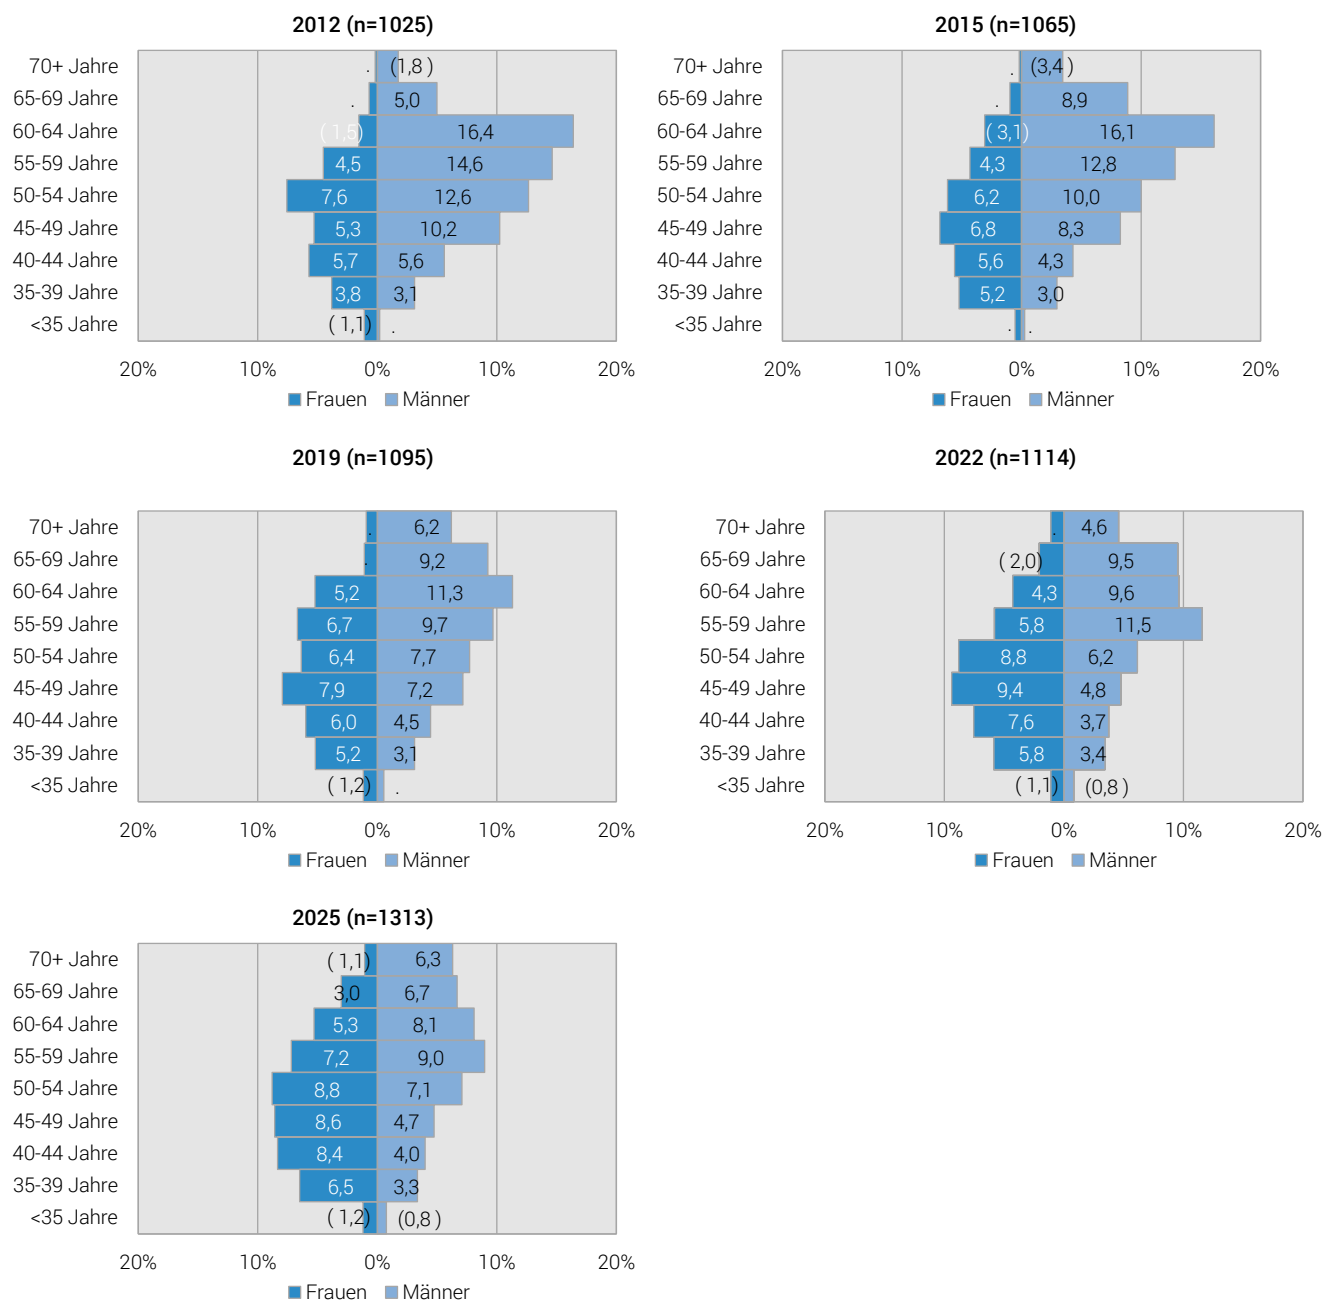 2012 (n=1025)
70+ Jahre . (1,8 )
65-69 Jahre . 5,0
60-64 Jahre ( 1,5) 16,4
55-59 Jahre 4,5 14,6
50-54 Jahre 7,6 12,6
45-49 Jahre 5,3 10,2
40-44 Jahre 5,7 5,6
35-39 Jahre 3,8 3,1
<35 Jahre ( 1,1) .
20% 10% 0% 10% 20%
Frauen Männer
2015 (n=1065)
70+ Jahre . (3,4 )
65-69 Jahre . 8,9
60-64 Jahre ( 3,1) 16,1
55-59 Jahre 4,3 12,8
50-54 Jahre 6,2 10,0
45-49 Jahre 6,8 8,3
40-44 Jahre 5,6 4,3
35-39 Jahre 5,2 3,0
<35 Jahre . .
20% 10% 0% 10% 20%
Frauen Männer
2019 (n=1095)
70+ Jahre . 6,2
65-69 Jahre . 9,2
60-64 Jahre 5,2 11,3
55-59 Jahre 6,7 9,7
50-54 Jahre 6,4 7,7
45-49 Jahre 7,9 7,2
40-44 Jahre 6,0 4,5
35-39 Jahre 5,2 3,1
<35 Jahre ( 1,2) .
20% 10% 0% 10% 20%
Frauen Männer
2022 (n=1114)
70+ Jahre . 4,6
65-69 Jahre ( 2,0) 9,5
60-64 Jahre 4,3 9,6
55-59 Jahre 5,8 11,5
50-54 Jahre 8,8 6,2
45-49 Jahre 9,4 4,8
40-44 Jahre 7,6 3,7
35-39 Jahre 5,8 3,4
<35 Jahre ( 1,1) (0,8 )
20% 10% 0% 10% 20%
Frauen Männer
2025 (n=1313)
70+ Jahre ( 1,1) 6,3
65-69 Jahre 3,0 6,7
60-64 Jahre 5,3 8,1
55-59 Jahre 7,2 9,0
50-54 Jahre 8,8 7,1
45-49 Jahre 8,6 4,7
40-44 Jahre 8,4 4,0
35-39 Jahre 6,5 3,3
<35 Jahre ( 1,2) (0,8 )
20% 10% 0% 10% 20%
Frauen Männer